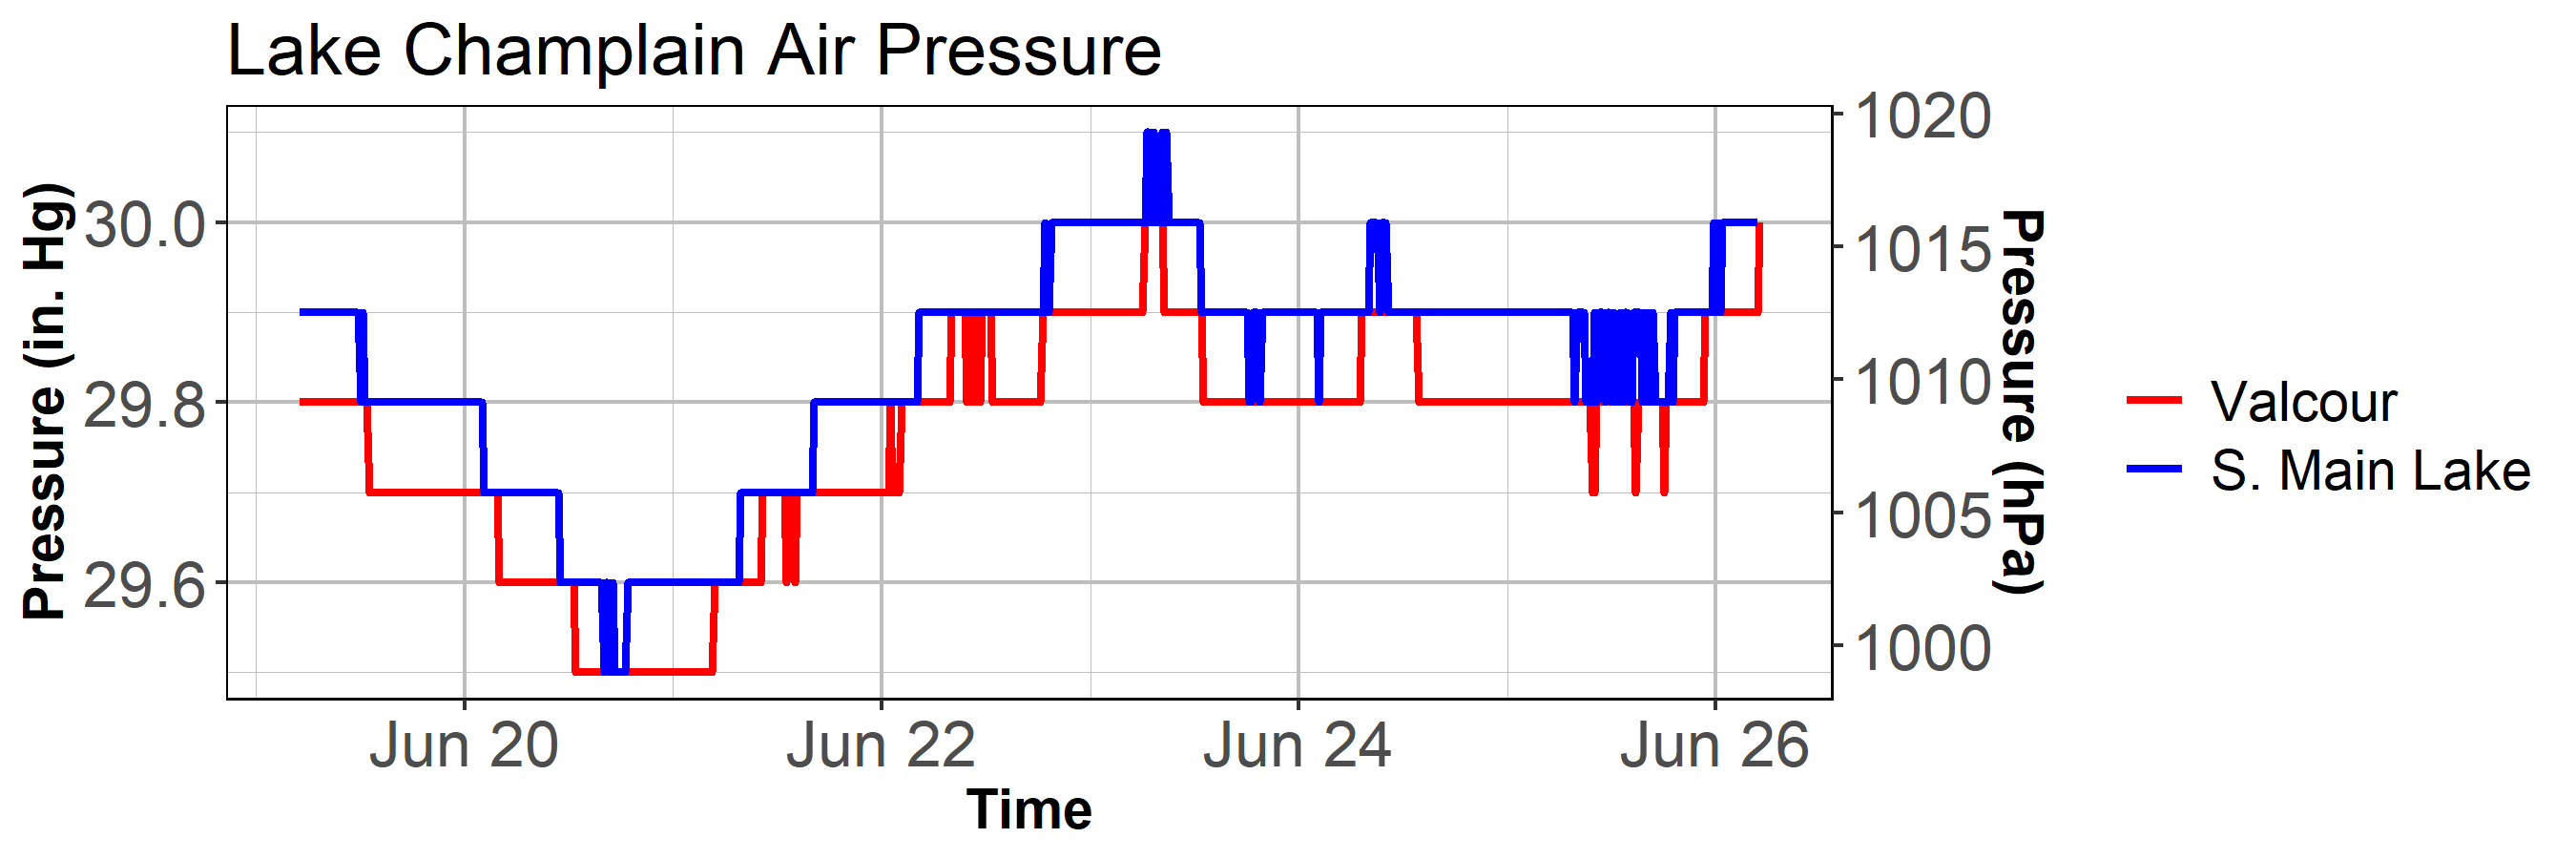 Lake Champlain Air Pressure
Pressure (in. Hg)
30.0
29.8
29.6
1020
1015
1010
1005
1000
Pressure (hPa)
Jun 20
Jun 22
Jun 24
Jun 26
Time
Valcour
S. Main Lake